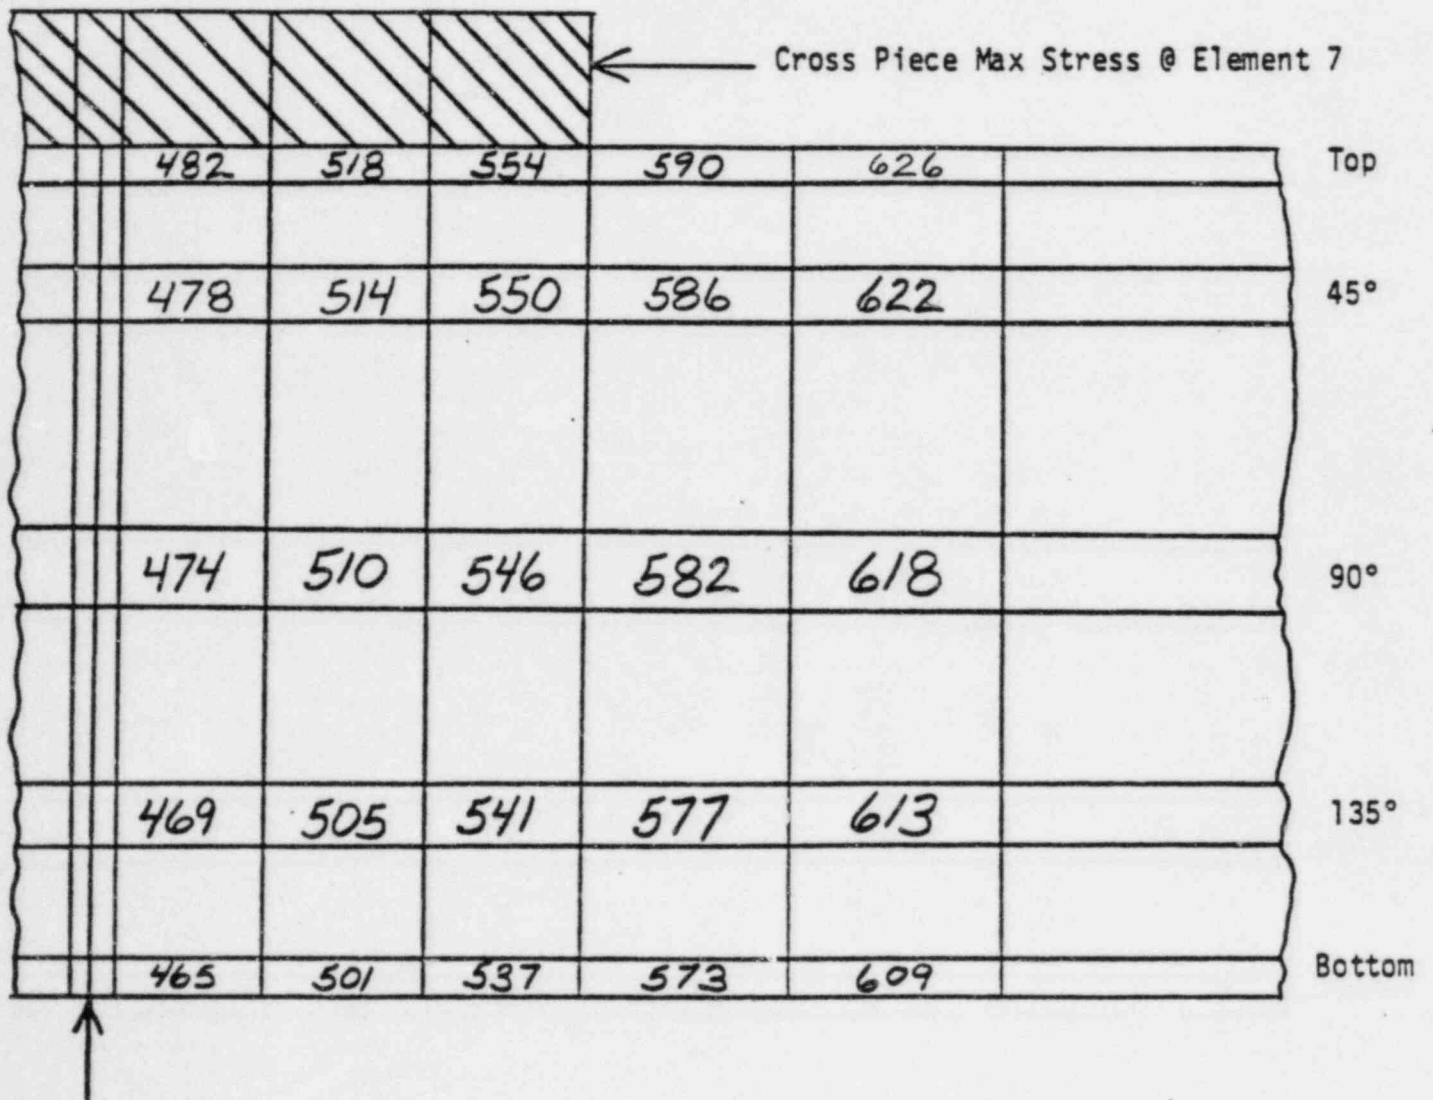 Cross Piece Max Stress @ Element 7
482 518 554 590 626 Top
478 514 550 586 622 45°
474 510 546 582 618 90°
469 505 541 577 613 135°
465 501 537 573 609 Bottom